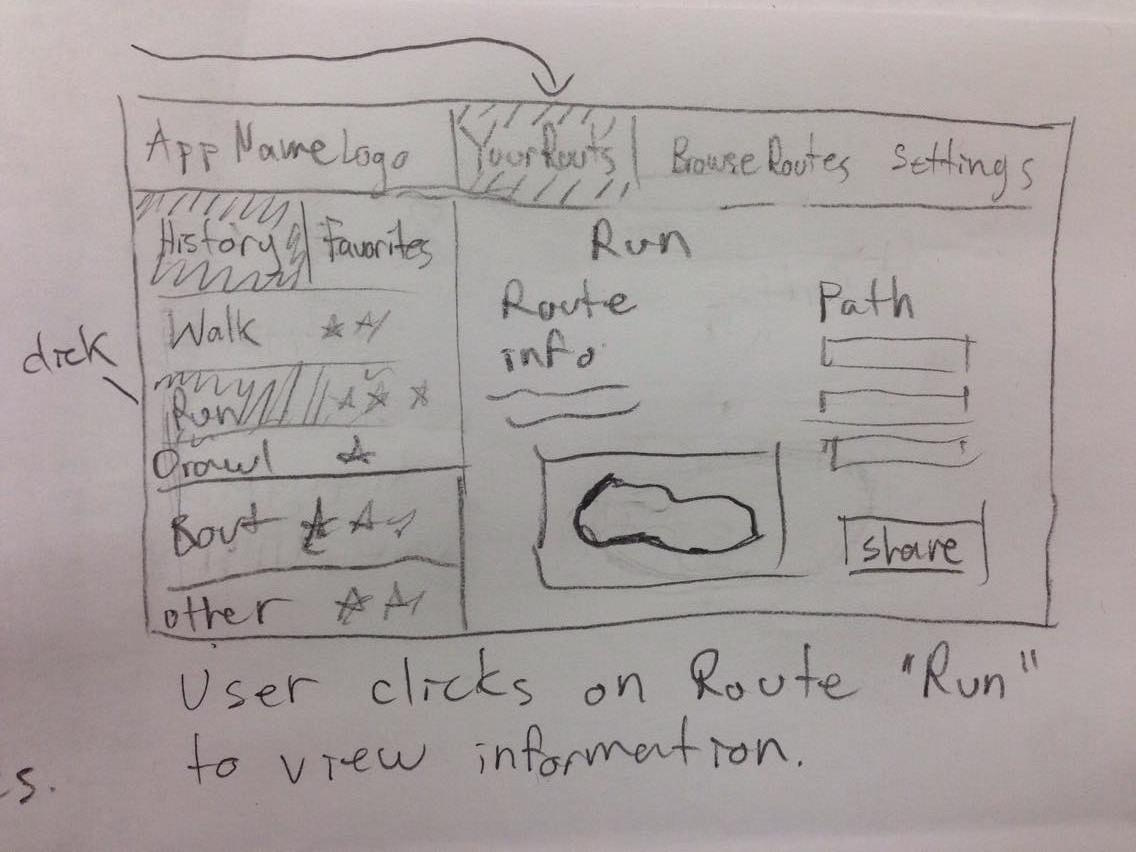 App Name Logo
Your Routs
Browse Routes
Settings
History
Favorites
Walk
Run
Crawl
Bout
other
click
Run
Route
info
Path
share
User clicks on Route "Run"
to view information.
s.